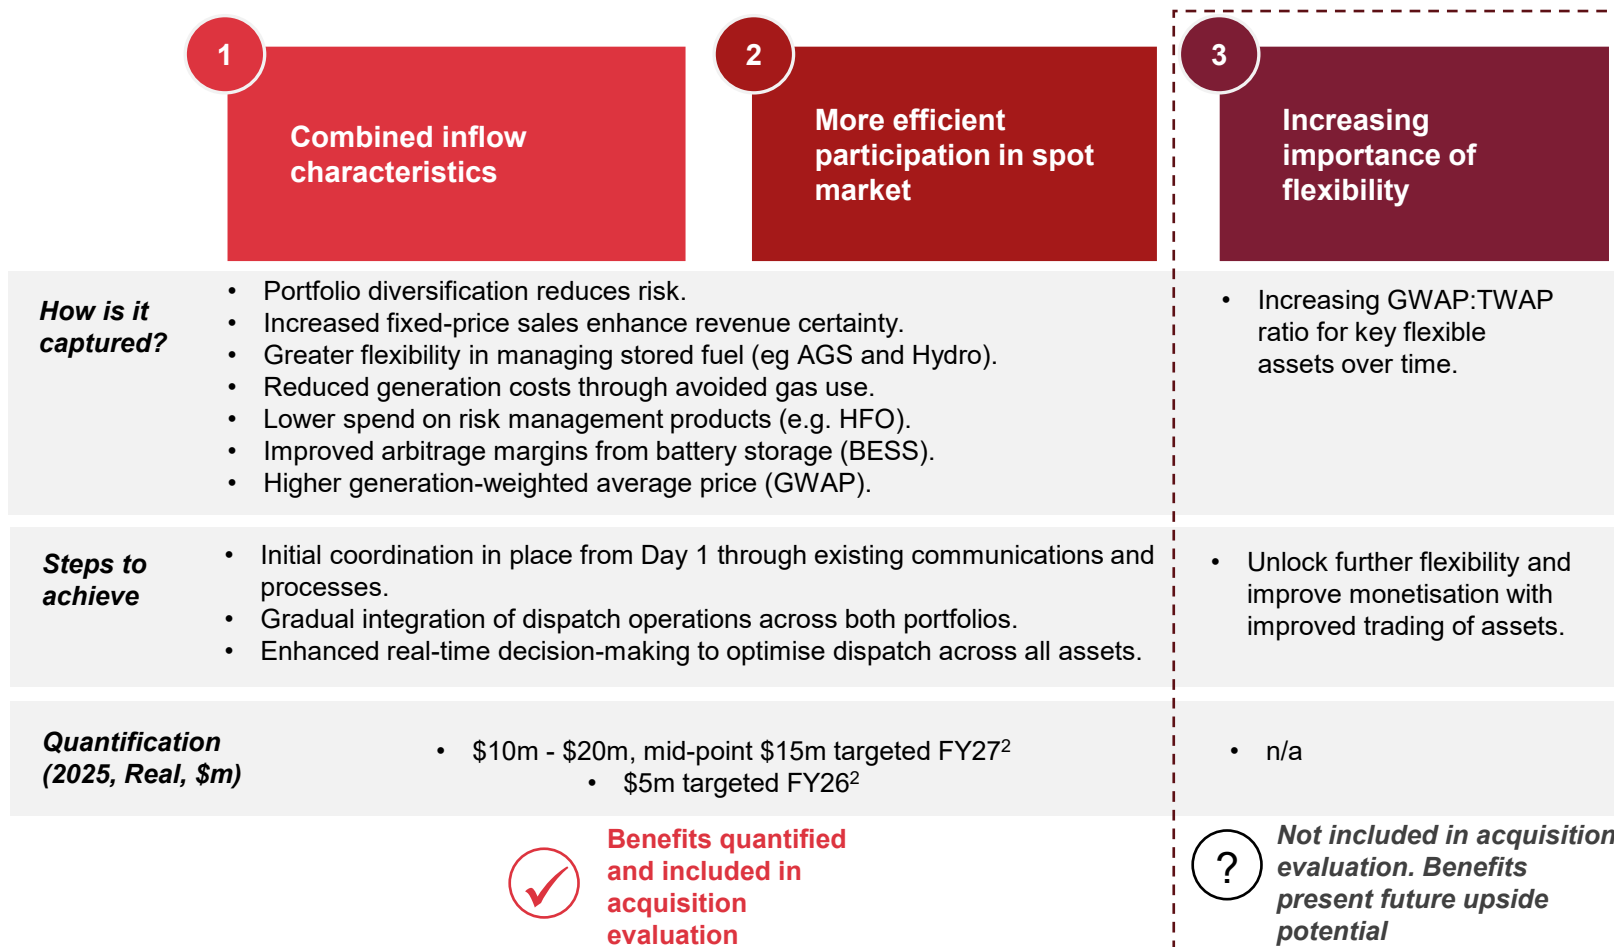 1
Combined inflow
characteristics
2
More efficient
participation in spot
market
3
Increasing
importance of
flexibility
How is it
captured?
• Portfolio diversification reduces risk.
• Increased fixed-price sales enhance revenue certainty.
• Greater flexibility in managing stored fuel (eg AGS and Hydro).
• Reduced generation costs through avoided gas use.
• Lower spend on risk management products (e.g. HFO).
• Improved arbitrage margins from battery storage (BESS).
• Higher generation-weighted average price (GWAP).
• Increasing GWAP:TWAP
ratio for key flexible
assets over time.
Steps to
achieve
• Initial coordination in place from Day 1 through existing communications and
processes.
• Gradual integration of dispatch operations across both portfolios.
• Enhanced real-time decision-making to optimise dispatch across all assets.
• Unlock further flexibility and
improve monetisation with
improved trading of assets.
Quantification
(2025, Real, $m)
• $10m - $20m, mid-point $15m targeted FY27²
• $5m targeted FY26²
• n/a
Benefits quantified
and included in
acquisition
evaluation
?
Not included in acquisition
evaluation. Benefits
present future upside
potential